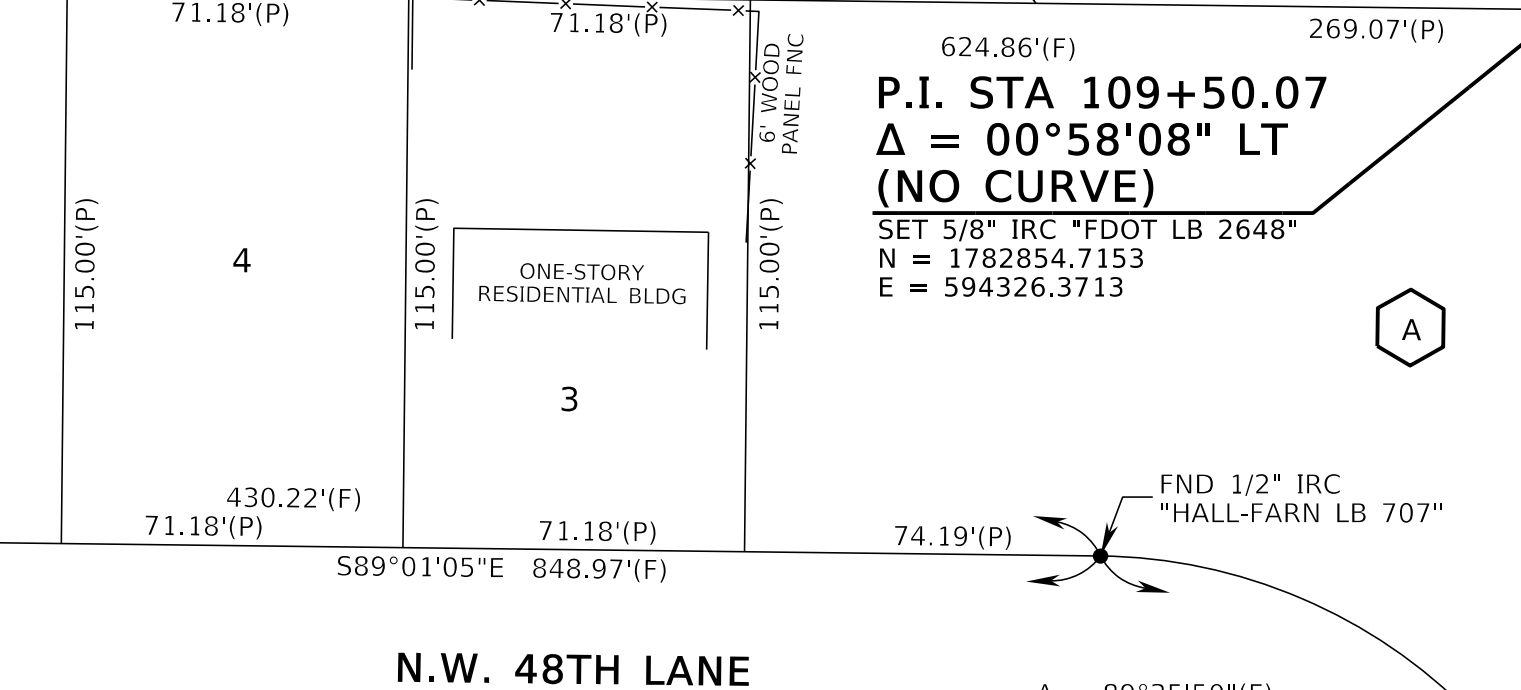 71.18'(P)
71.18'(P)
269.07'(P)
624.86'(F)
6' WOOD
PANEL FNC
P.I. STA 109+50.07
Δ = 00°58'08" LT
(NO CURVE)
SET 5/8" IRC "FDOT LB 2648"
N = 1782854.7153
E = 594326.3713
115.00'(P)
4
115.00'(P)
ONE-STORY
RESIDENTIAL BLDG
115.00'(P)
A
3
430.22'(F)
71.18'(P)
71.18'(P)
74.19'(P)
FND 1/2" IRC
"HALL-FARN LB 707"
S89°01'05"E 848.97'(F)
N.W. 48TH LANE